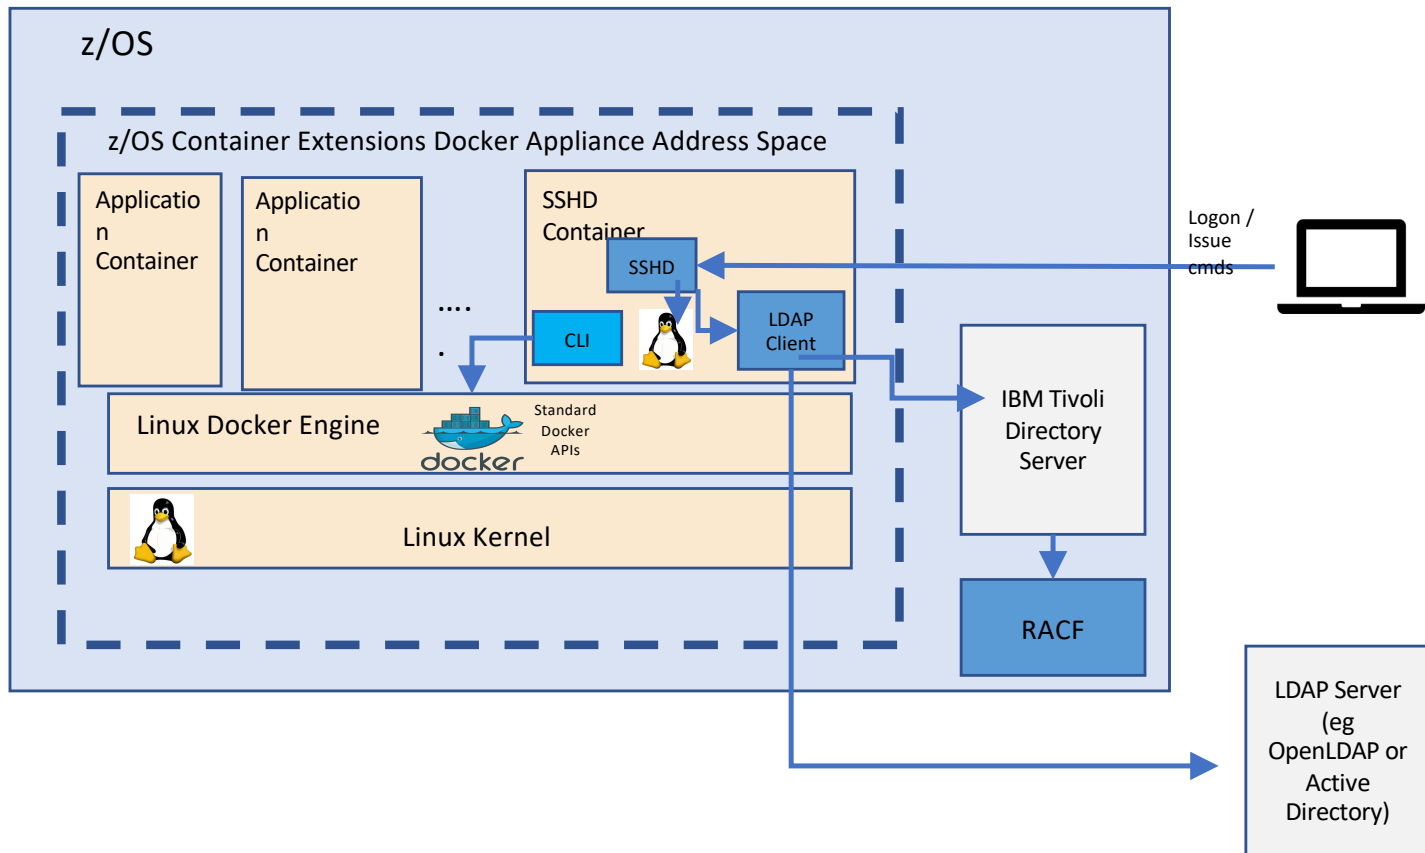 z/OS
z/OS Container Extensions Docker Appliance Address Space
Applicatio
n
Container
Applicatio
n
Container
....
.
SSHD
Container
SSHD
CLI
LDAP
Client
Logon /
Issue
cmds
Linux Docker Engine
docker
Standard
Docker
APIs
Linux Kernel
IBM Tivoli
Directory
Server
RACF
LDAP Server
(eg
OpenLDAP or
Active
Directory)